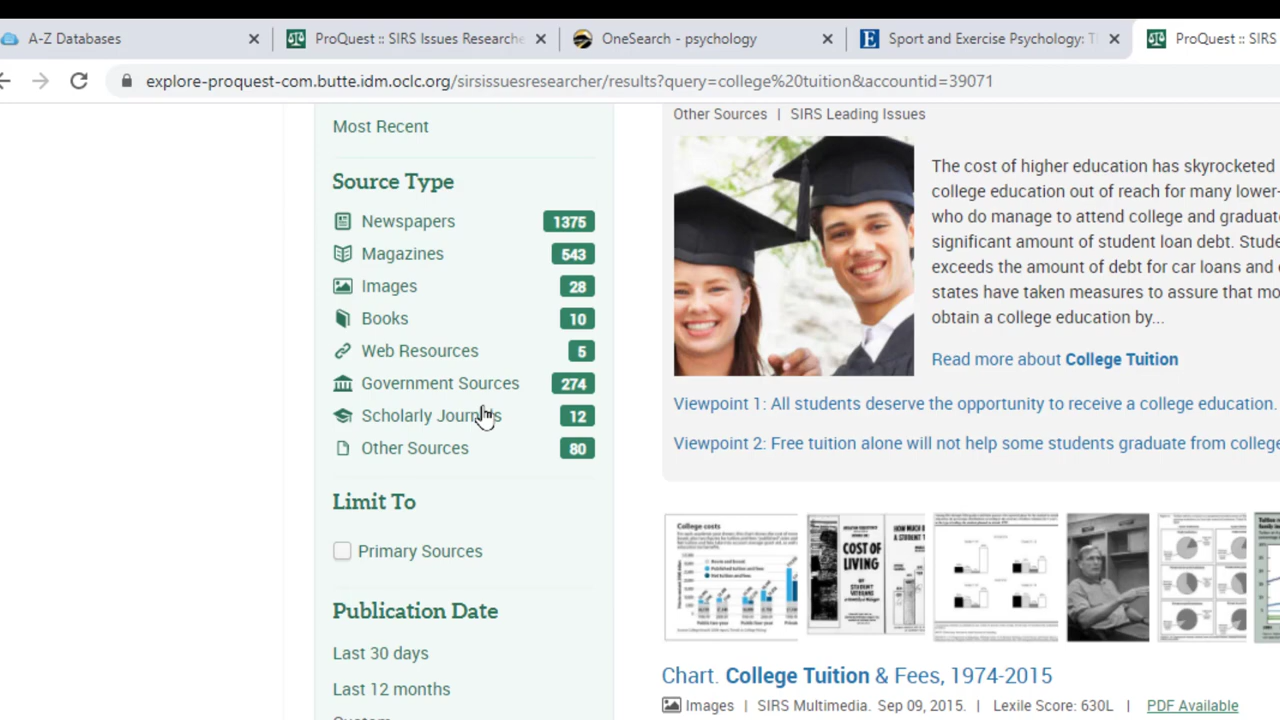 A-Z Databases
ProQuest :: SIRS Issues Researche
OneSearch - psychology
Sport and Exercise Psychology: T
ProQuest :: SIRS
explore-proquest-com.butte.idm.oclc.org/sirsissuesresearcher/results?query=college%20tuition&accountid=39071
Most Recent
Source Type
Newspapers 1375
Magazines 543
Images 28
Books 10
Web Resources 5
Government Sources 274
Scholarly Journals 12
Other Sources 80
Limit To
Primary Sources
Publication Date
Last 30 days
Last 12 months
Custom
Other Sources | SIRS Leading Issues
The cost of higher education has skyrocketed
college education out of reach for many lower-
who do manage to attend college and graduate
significant amount of student loan debt. Stude
exceeds the amount of debt for car loans and
states have taken measures to assure that mo
obtain a college education by...
Read more about College Tuition
Viewpoint 1: All students deserve the opportunity to receive a college education.
Viewpoint 2: Free tuition alone will not help some students graduate from college
College costs
COST OF
LIVING
HOW MUCH
Chart. College Tuition & Fees, 1974-2015
Images | SIRS Multimedia. Sep 09, 2015. | Lexile Score: 630L | PDF Available